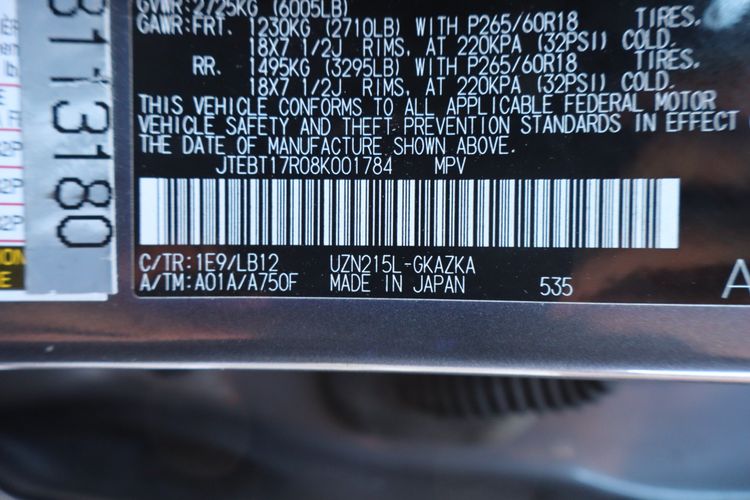 GVWR:2725KG (6005LB)
GAWR:FRT. 1230KG (2710LB) WITH P265/60R18 TIRES,
18X7 1/2J RIMS, AT 220KPA (32PSI) COLD.
RR. 1495KG (3295LB) WITH P265/60R18 TIRES,
18X7 1/2J RIMS, AT 220KPA (32PSI) COLD.
THIS VEHICLE CONFORMS TO ALL APPLICABLE FEDERAL MOTOR
VEHICLE SAFETY AND THEFT PREVENTION STANDARDS IN EFFECT
THE DATE OF MANUFACTURE SHOWN ABOVE.
JTEBT17R08K001784 MPV
C/TR:1E9/LB12 UZN215L-GKAZKA
A/TM:A01A/A750F MADE IN JAPAN 535
A
113180